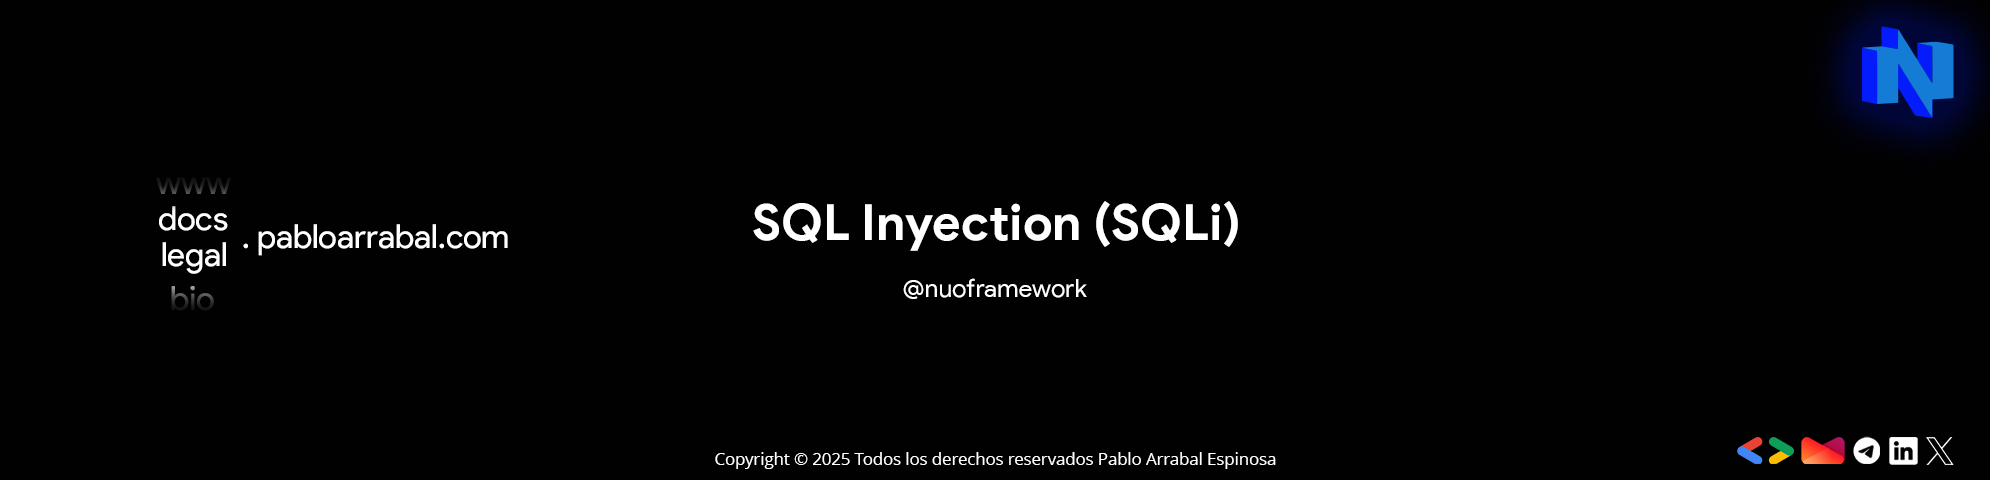 www
docs
legal
bio
. pabloarrabal.com
SQL Inyection (SQLi)
@nuoframework
Copyright © 2025 Todos los derechos reservados Pablo Arrabal Espinosa